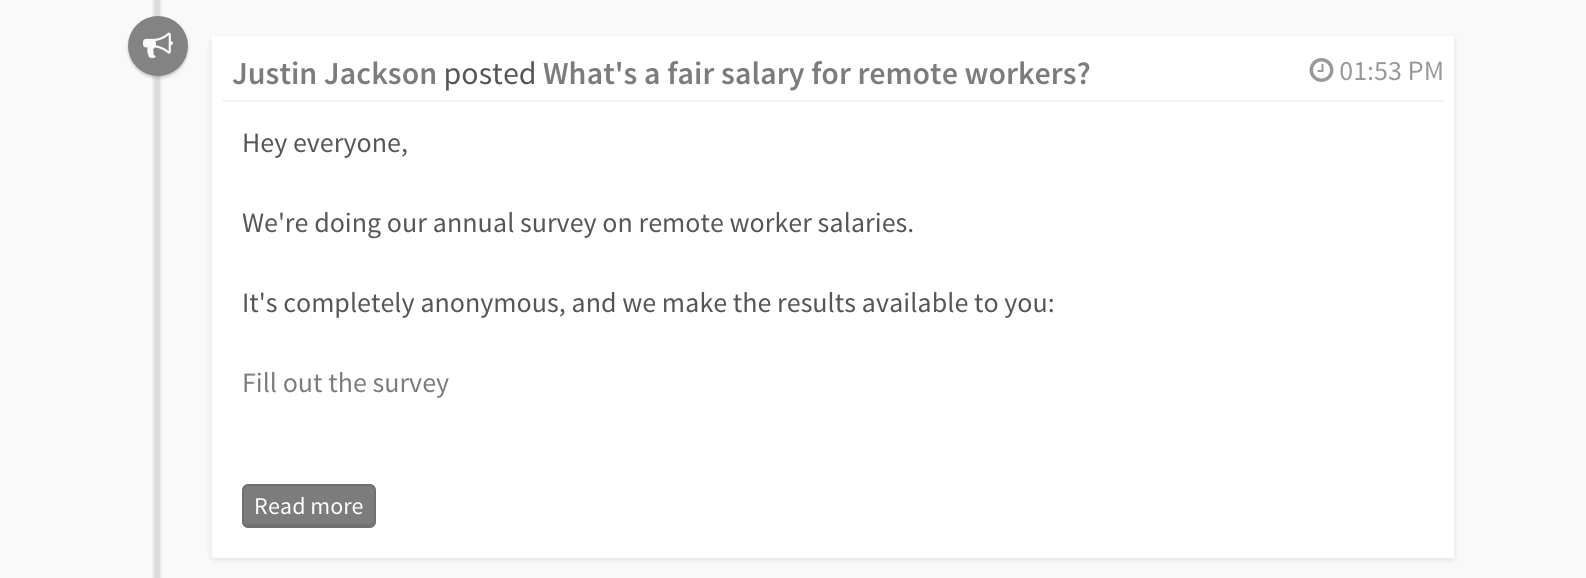 Justin Jackson posted What's a fair salary for remote workers? 01:53 PM
Hey everyone,
We're doing our annual survey on remote worker salaries.
It's completely anonymous, and we make the results available to you:
Fill out the survey
Read more